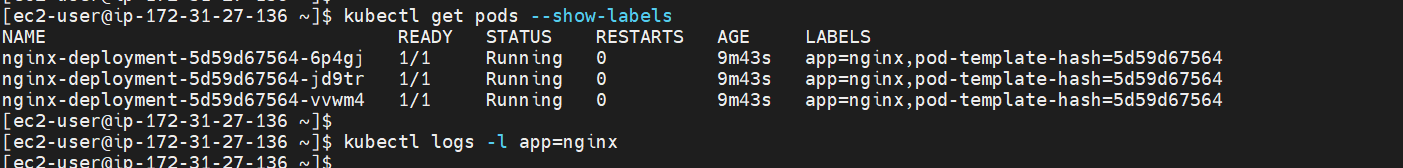 [ec2-user@ip-172-31-27-136 ~]$ kubectl get pods --show-labels
NAME READY STATUS RESTARTS AGE LABELS
nginx-deployment-5d59d67564-6p4gj 1/1 Running 0 9m43s app=nginx,pod-template-hash=5d59d67564
nginx-deployment-5d59d67564-jd9tr 1/1 Running 0 9m43s app=nginx,pod-template-hash=5d59d67564
nginx-deployment-5d59d67564-vvwm4 1/1 Running 0 9m43s app=nginx,pod-template-hash=5d59d67564
[ec2-user@ip-172-31-27-136 ~]$
[ec2-user@ip-172-31-27-136 ~]$ kubectl logs -l app=nginx
[ec2-user@ip-172-31-27-136 ~]$